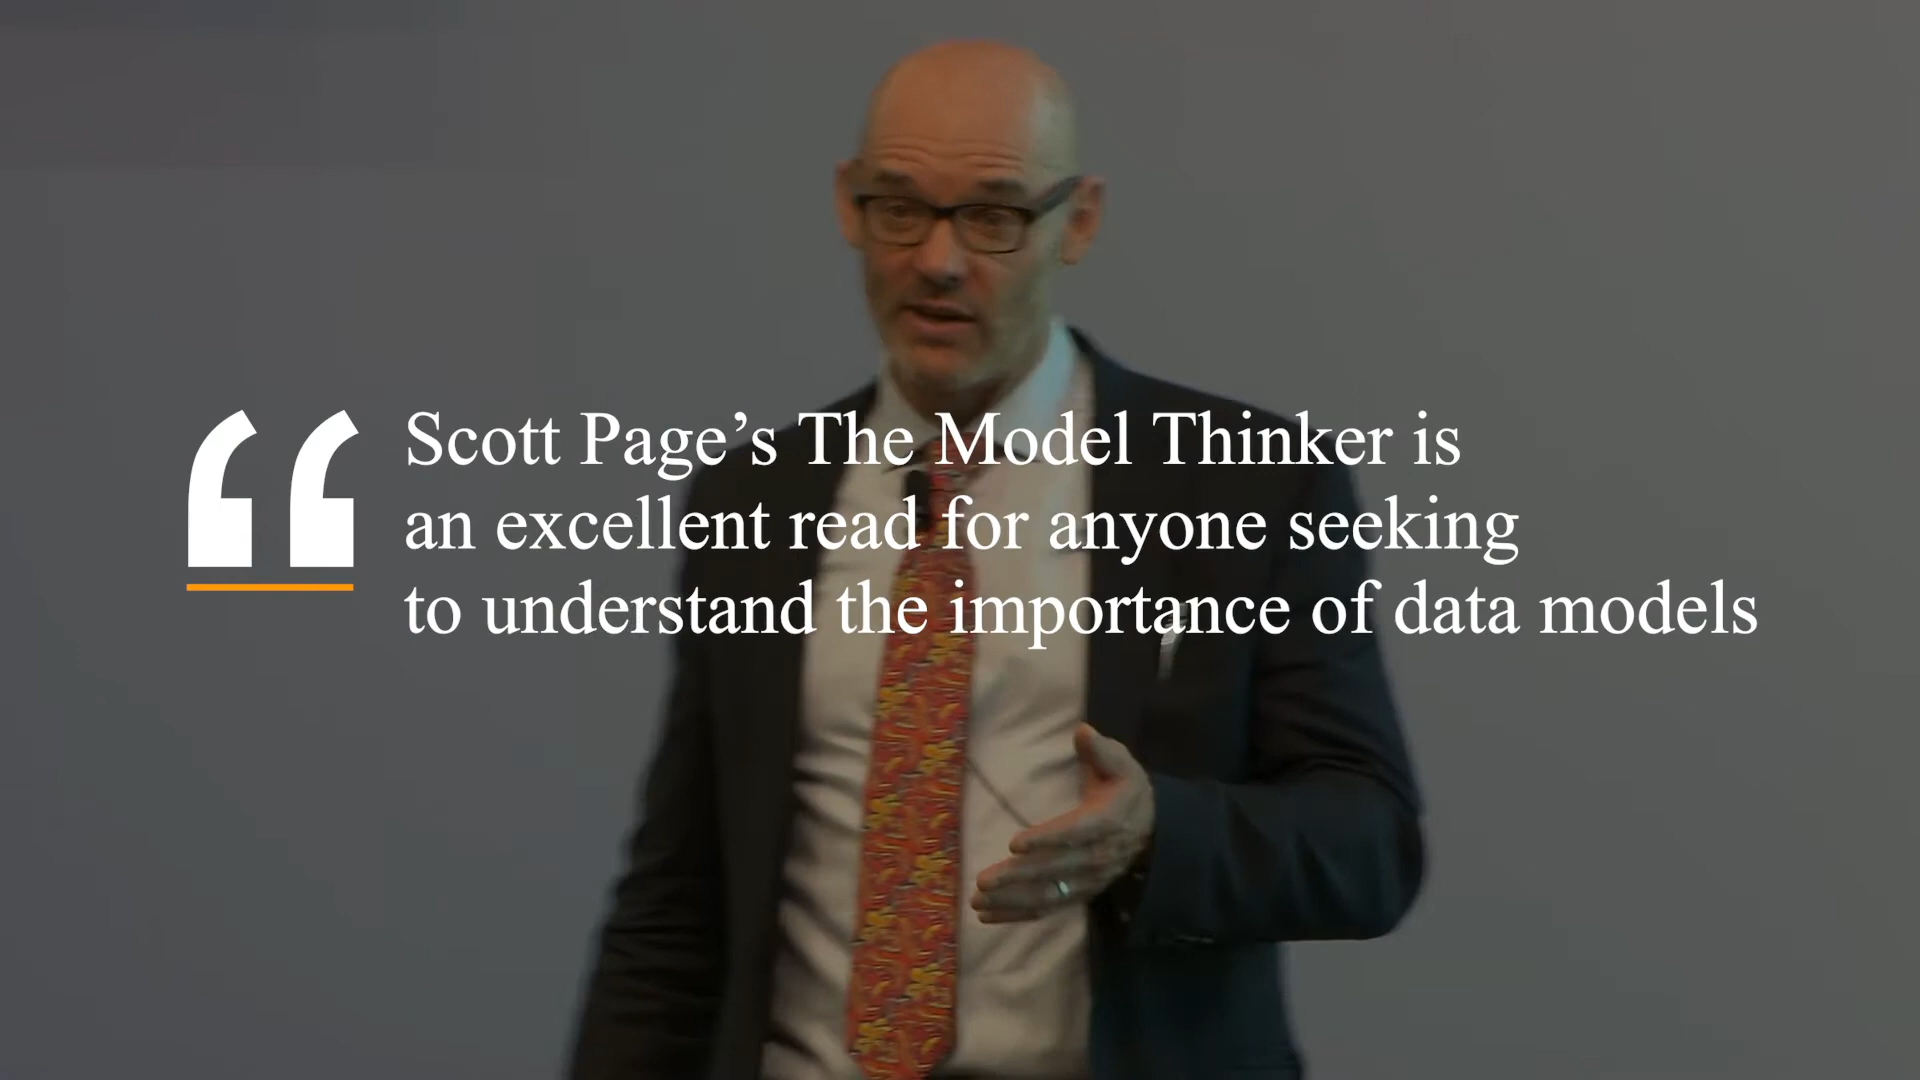 Scott Page’s The Model Thinker is
an excellent read for anyone seeking
to understand the importance of data models